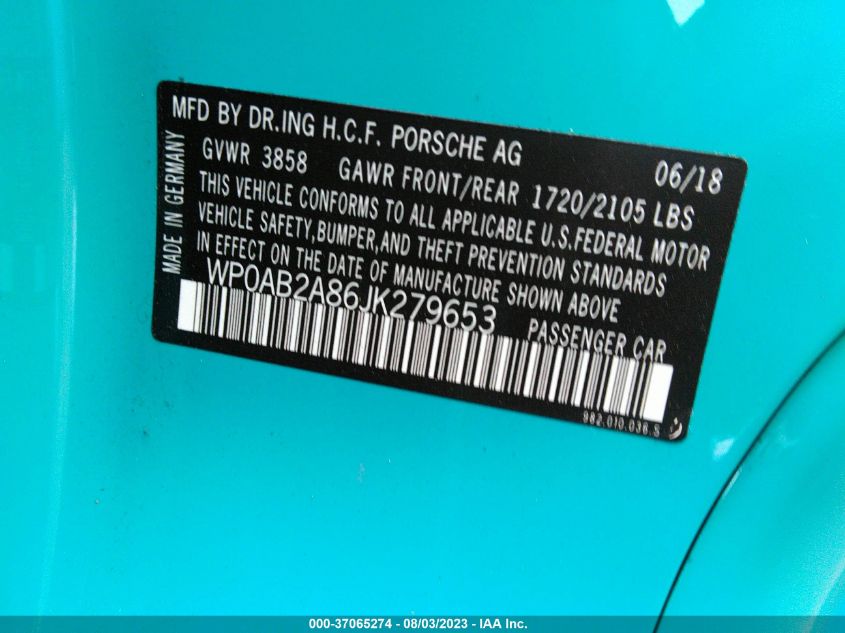 MFD BY DR.ING H.C.F. PORSCHE AG 06/18
MADE IN GERMANY
GVWR 3858 GAWR FRONT/REAR 1720/2105 LBS
THIS VEHICLE CONFORMS TO ALL APPLICABLE U.S.FEDERAL MOTOR
VEHICLE SAFETY,BUMPER,AND THEFT PREVENTION STANDARDS
IN EFFECT ON THE DATE OF MANUFACTURE SHOWN ABOVE
WP0AB2A86JK279653
PASSENGER CAR
982.010.036.S
000-37065274 - 08/03/2023 - IAA Inc.